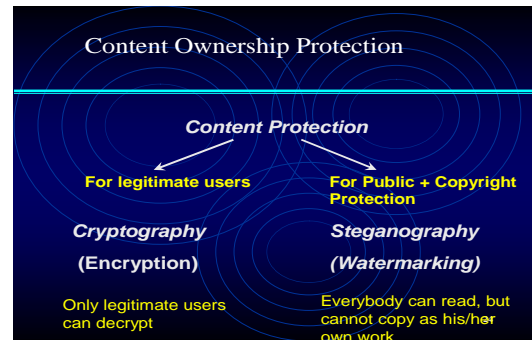 Content Ownership Protection
Content Protection
For legitimate users
For Public + Copyright
Protection
Cryptography
(Encryption)
Steganography
(Watermarking)
Only legitimate users
can decrypt
Everybody can read, but
cannot copy as his/her
own work